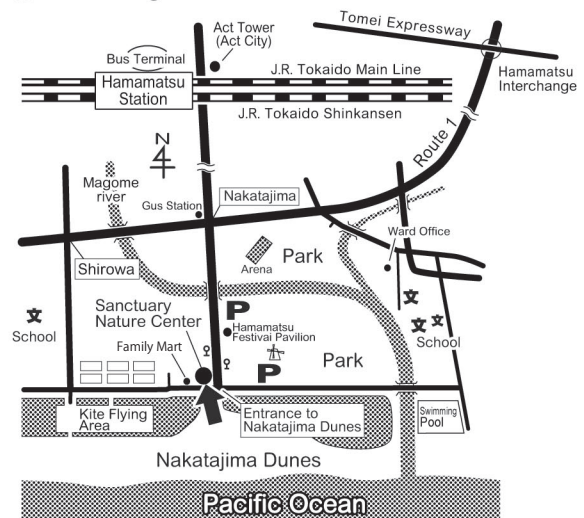 Tomei Expressway
Act Tower
(Act City)
Bus Terminal
Hamamatsu
Station
J.R. Tokaido Main Line
Hamamatsu
Interchange
J.R. Tokaido Shinkansen
Route 1
N
Magome
river
Nakatajima
Gus Station
Ward Office
Park
Arena
Shirowa
Sanctuary
Nature Center
P
文
School
Hamamatsu
Festivai Pavilion
文
文
文
School
Family Mart
Park
P
Kite Flying
Area
Entrance to
Nakatajima Dunes
Swimming
Pool
Nakatajima Dunes
Pacific Ocean